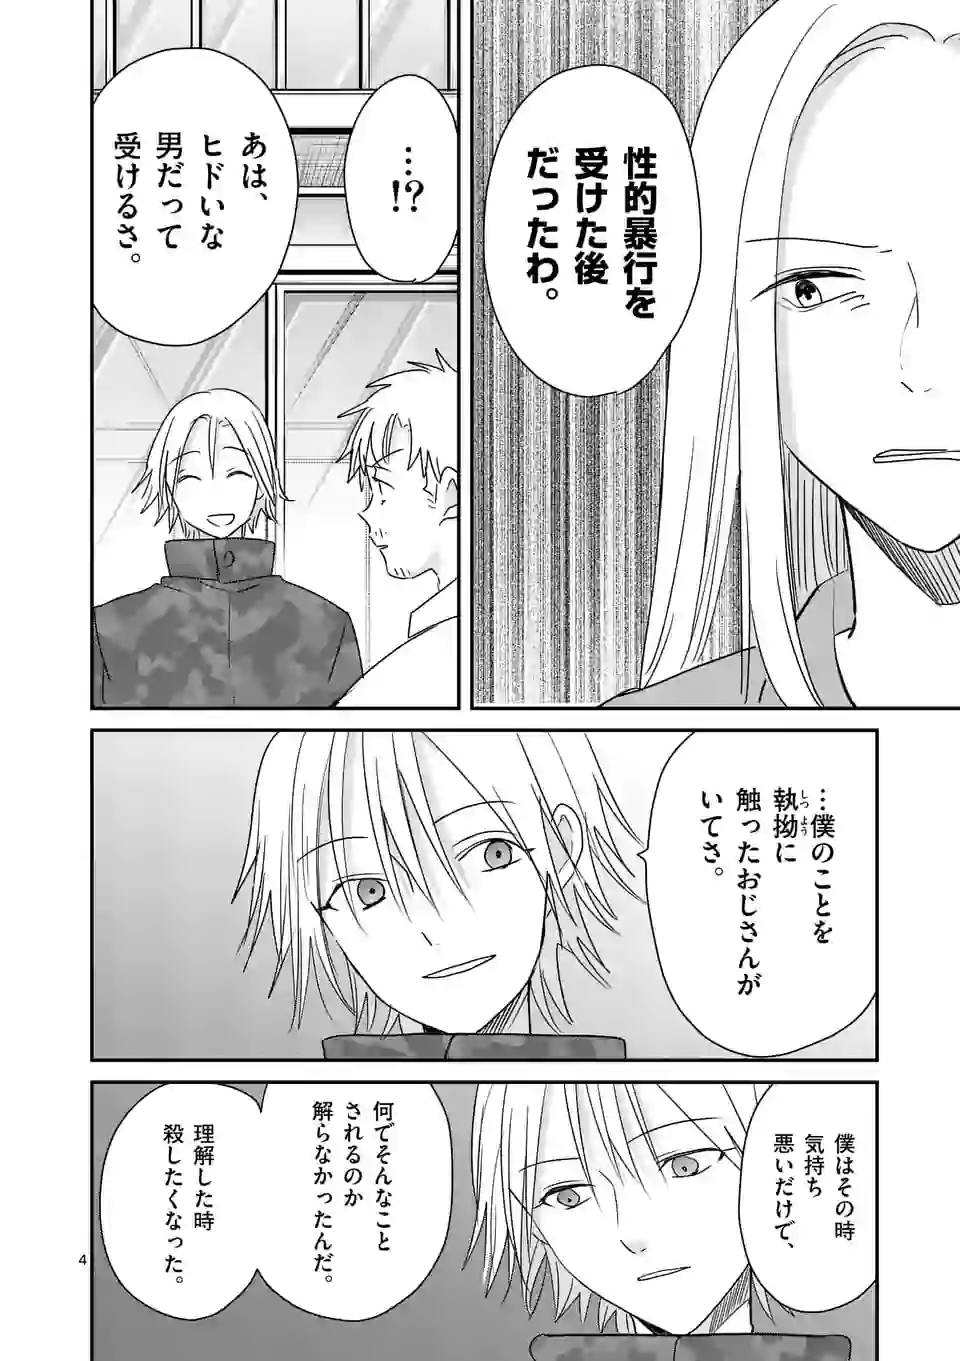 性的暴行を
受けた後
だったわ。
…!?
あは、
ヒドいな
男だって
受けるさ。
…僕のことを
執拗に
しつよう
触ったおじさんが
いてさ。
僕はその時
気持ち
悪いだけで、
何でそんなこと
されるのか
解らなかったんだ。
理解した時
殺したくなった。
4